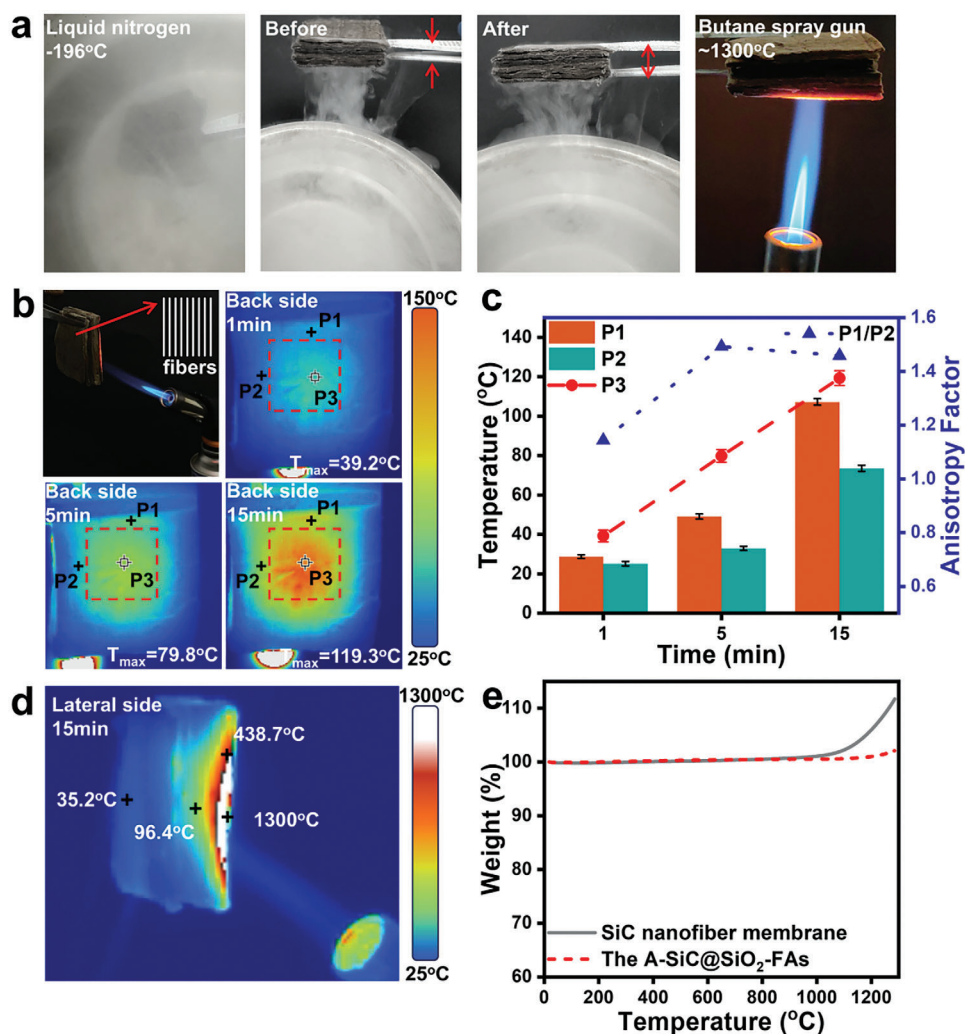 a
Liquid nitrogen
-196°C
Before
After
Butane spray gun
~1300°C
b
fibers
Back side
1min
P1
P2
P3
Tmax=39.2°C
Back side
5min
P1
P2
P3
Tmax=79.8°C
Back side
15min
P1
P2
P3
Tmax=119.3°C
150°C
25°C
c
Temperature (°C)
140
120
100
80
60
40
20
0
P1
P2
P3
P1/P2
1.6
1.4
1.2
1.0
0.8
0.6
Anisotropy Factor
1
5
15
Time (min)
d
Lateral side
15min
438.7°C
35.2°C
96.4°C
1300°C
1300°C
25°C
e
Weight (%)
110
100
90
80
70
60
SiC nanofiber membrane
The A-SiC@SiO₂-FAs
0
200
400
600
800
1000
1200
Temperature (°C)